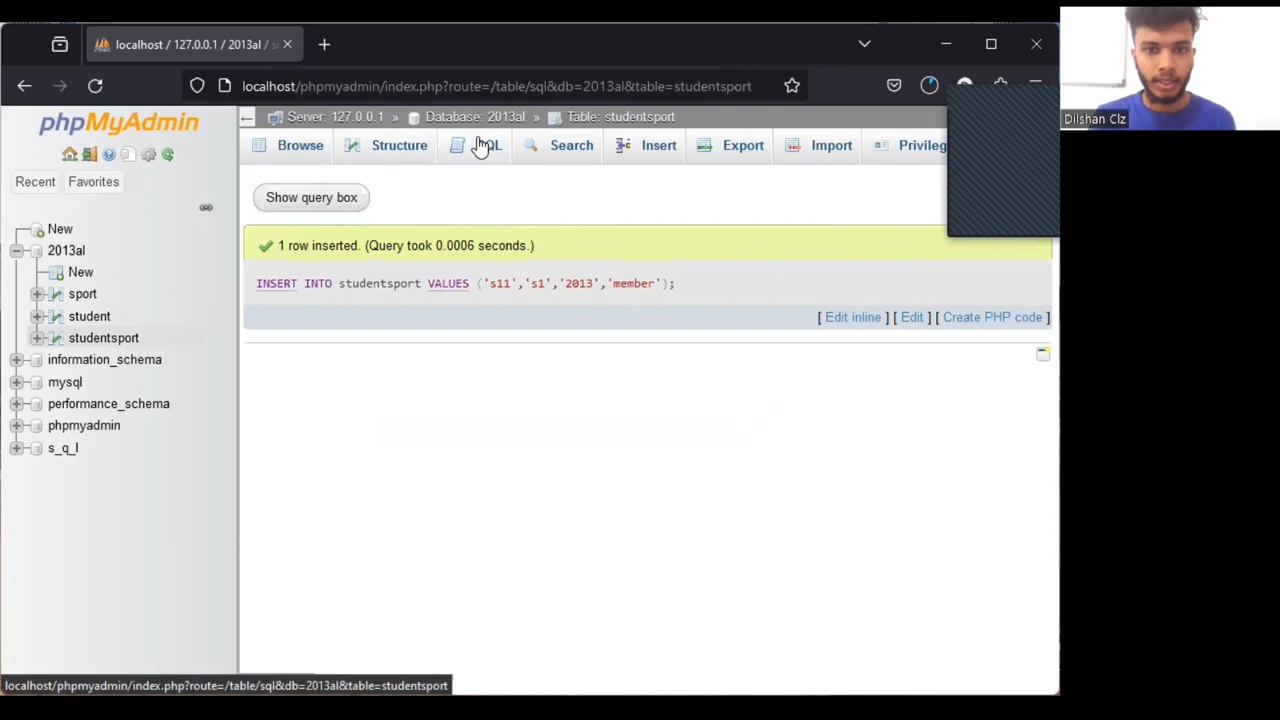 localhost / 127.0.0.1 / 2013al / s
localhost/phpmyadmin/index.php?route=/table/sql&db=2013al&table=studentsport
Dilshan Clz
phpMyAdmin
Server: 127.0.0.1 » Database: 2013al » Table: studentsport
Browse Structure SQL Search Insert Export Import Privileg
Recent Favorites
Show query box
New
2013al
New
sport
student
studentsport
information_schema
mysql
performance_schema
phpmyadmin
s_q_l
1 row inserted. (Query took 0.0006 seconds.)
INSERT INTO studentsport VALUES ('s11','s1','2013','member');
[ Edit inline ] [ Edit ] [ Create PHP code ]
localhost/phpmyadmin/index.php?route=/table/sql&db=2013al&table=studentsport